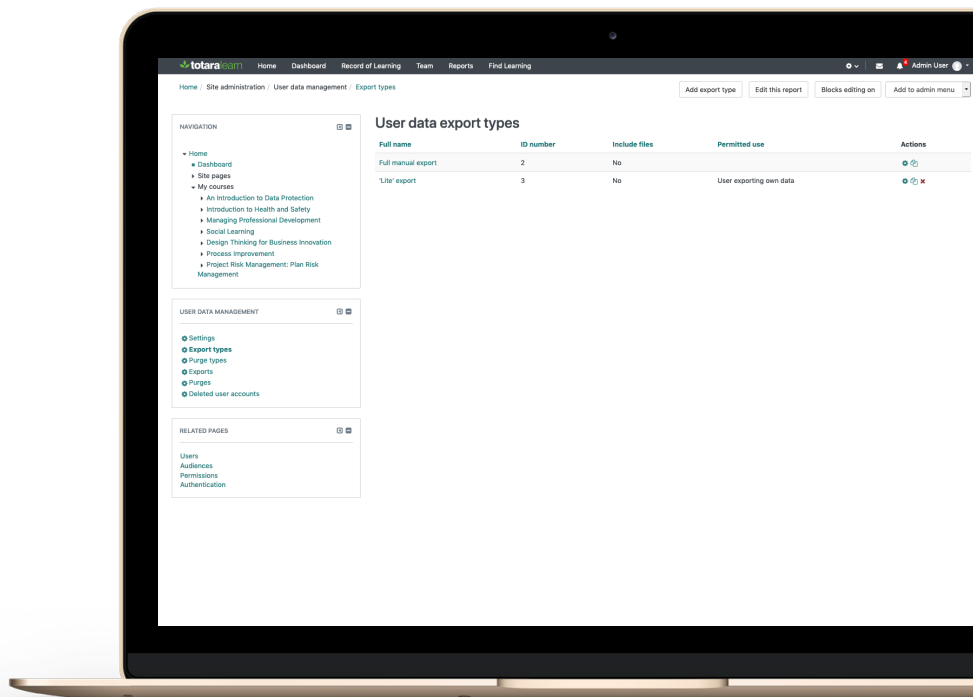 totaralearn Home Dashboard Record of Learning Team Reports Find Learning 4 Admin User
Home / Site administration / User data management / Export types
Add export type Edit this report Blocks editing on Add to admin menu
NAVIGATION
Home
Dashboard
Site pages
My courses
An Introduction to Data Protection
Introduction to Health and Safety
Managing Professional Development
Social Learning
Design Thinking for Business Innovation
Process Improvement
Project Risk Management: Plan Risk
Management
USER DATA MANAGEMENT
Settings
Export types
Purge types
Exports
Purges
Deleted user accounts
RELATED PAGES
Users
Audiences
Permissions
Authentication
User data export types
Full name ID number Include files Permitted use Actions
Full manual export 2 No
'Lite' export 3 No User exporting own data